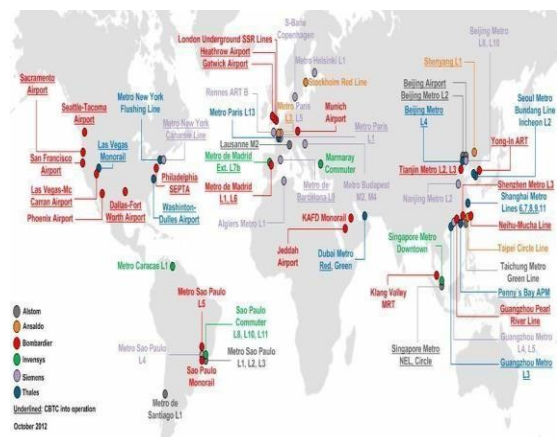 Sacramento
Airport
Seattle-Tacoma
Airport
San Francisco
Airport
Las Vegas
Monorail
Las Vegas-Mc
Carran Airport
Phoenix Airport
Dallas-Fort
Worth Airport
Metro New York
Flushing Line
Metro New York
Canarsie Line
Philadelphia
SEPTA
Washinton-
Dulles Airport
London Underground SSR Lines
Heathrow Airport
Gatwick Airport
S-Bane
Copenhagen
Metro Helsinki L1
Stockholm Red Line
Rennes ART B
Metro Paris L13
Metro Paris
L3, L5
Munich
Airport
Lausanne M2
Metro Paris
L1
Metro de Madrid
Ext. L7b
Metro de Madrid
L1, L6
Metro de
Barcelona L9
Marmaray
Commuter
Metro Budapest
M2, M4
Algiers Metro L1
KAFD Monorail
Jeddah
Airport
Dubai Metro
Red, Green
Beijing Metro
L8, L10
Shenyang L1
Beijing Airport
Beijing Metro L2
Beijing Metro
L4
Seoul Metro
Bundang Line
Incheon L2
Yong-In ART
Tianjin Metro L2, L3
Shenzhen Metro L3
Nanjing Metro L2
Shanghai Metro
Lines 6,7,8,9,11
Neihu-Mucha Line
Taipei Circle Line
Taichung Metro
Green Line
Penny's Bay APM
Guangzhou Pearl
River Line
Guangzhou Metro
L4, L5
Guangzhou Metro
L3
Singapore Metro
Downtown
Klang Valley
MRT
Singapore Metro
NEL, Circle
Metro Caracas L1
Metro Sao Paulo
L5
Sao Paulo
Commuter
L8, L10, L11
Metro Sao Paulo
L4
Metro Sao Paulo
L1, L2, L3
Sao Paulo
Monorail
Metro de
Santiago L1
Alstom
Ansaldo
Bombardier
Invensys
Siemens
Thales
Underlined: CBTC into operation
October 2012